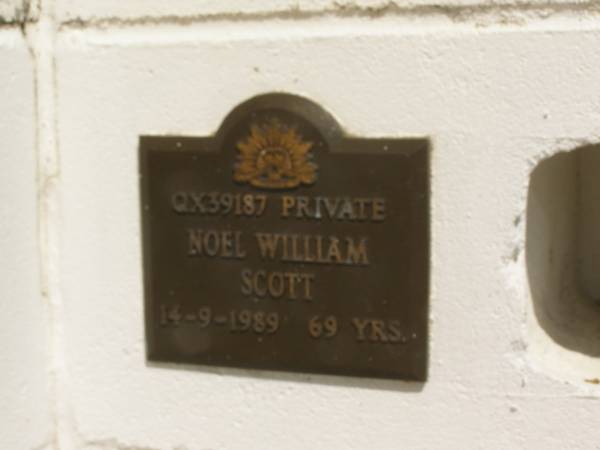 QX39187 PRIVATE
NOEL WILLIAM
SCOTT
14-9-1989 69 YRS.